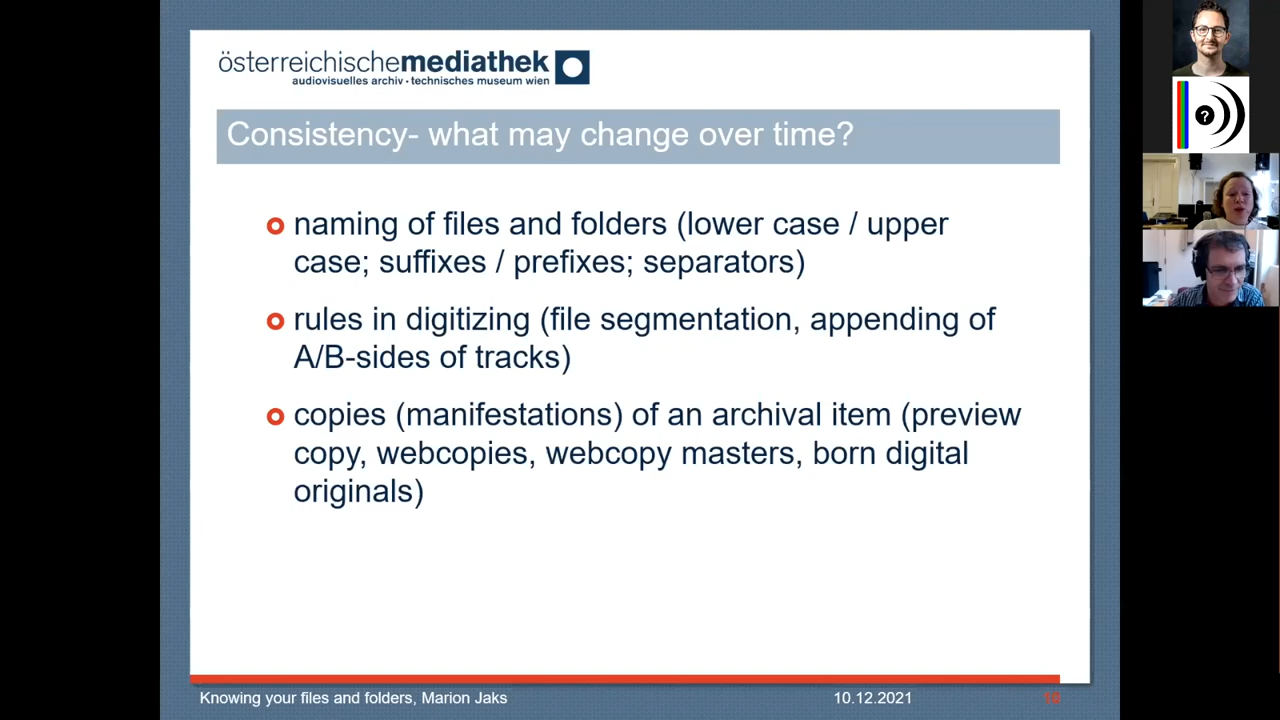 österreichischemediathek
audiovisuelles archiv · technisches museum wien
Consistency- what may change over time?
naming of files and folders (lower case / upper
case; suffixes / prefixes; separators)
rules in digitizing (file segmentation, appending of
A/B-sides of tracks)
copies (manifestations) of an archival item (preview
copy, webcopies, webcopy masters, born digital
originals)
Knowing your files and folders, Marion Jaks
10.12.2021
?